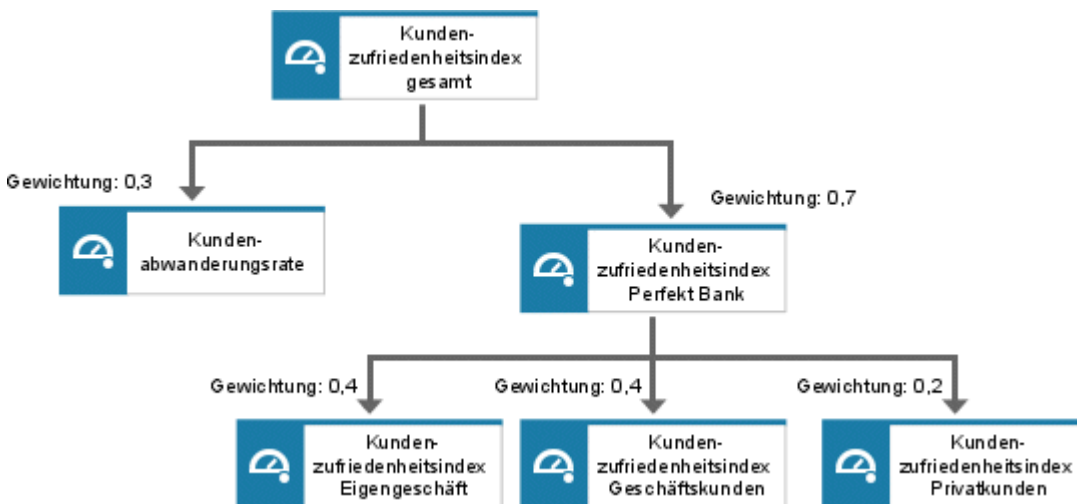 Kunden-
zufriedenheitsindex
gesamt
Gewichtung: 0,3
Gewichtung: 0,7
Kunden-
abwanderungsrate
Kunden-
zufriedenheitsindex
Perfekt Bank
Gewichtung: 0,4
Gewichtung: 0,4
Gewichtung: 0,2
Kunden-
zufriedenheitsindex
Eigengeschäft
Kunden-
zufriedenheitsindex
Geschäftskunden
Kunden-
zufriedenheitsindex
Privatkunden